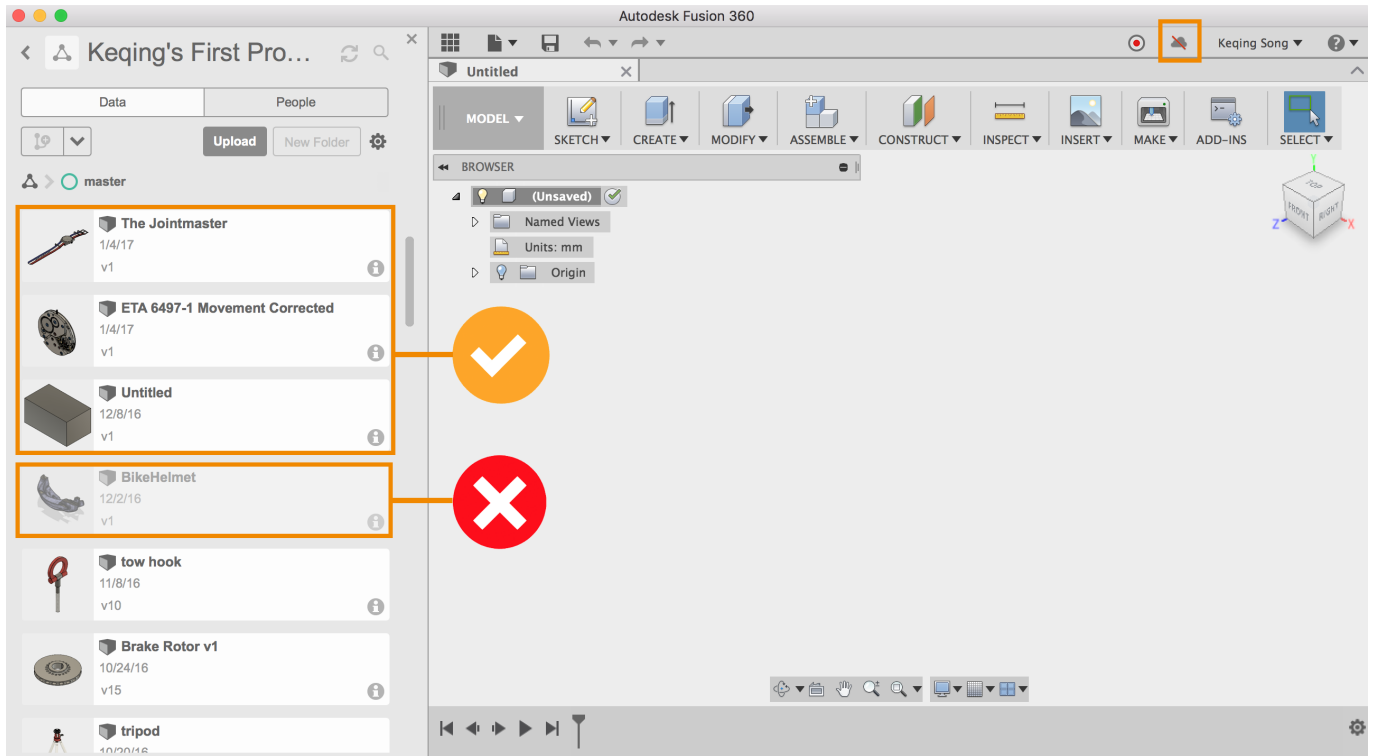 Autodesk Fusion 360
Keqing's First Pro...
Data
People
Upload
New Folder
master
The Jointmaster
1/4/17
v1
ETA 6497-1 Movement Corrected
1/4/17
v1
Untitled
12/8/16
v1
BikeHelmet
12/2/16
v1
tow hook
11/8/16
v10
Brake Rotor v1
10/24/16
v15
tripod
10/20/16
Keqing Song
Untitled
MODEL
SKETCH
CREATE
MODIFY
ASSEMBLE
CONSTRUCT
INSPECT
INSERT
MAKE
ADD-INS
SELECT
BROWSER
(Unsaved)
Named Views
Units: mm
Origin
Y
TOP
FRONT
RIGHT
Z
X